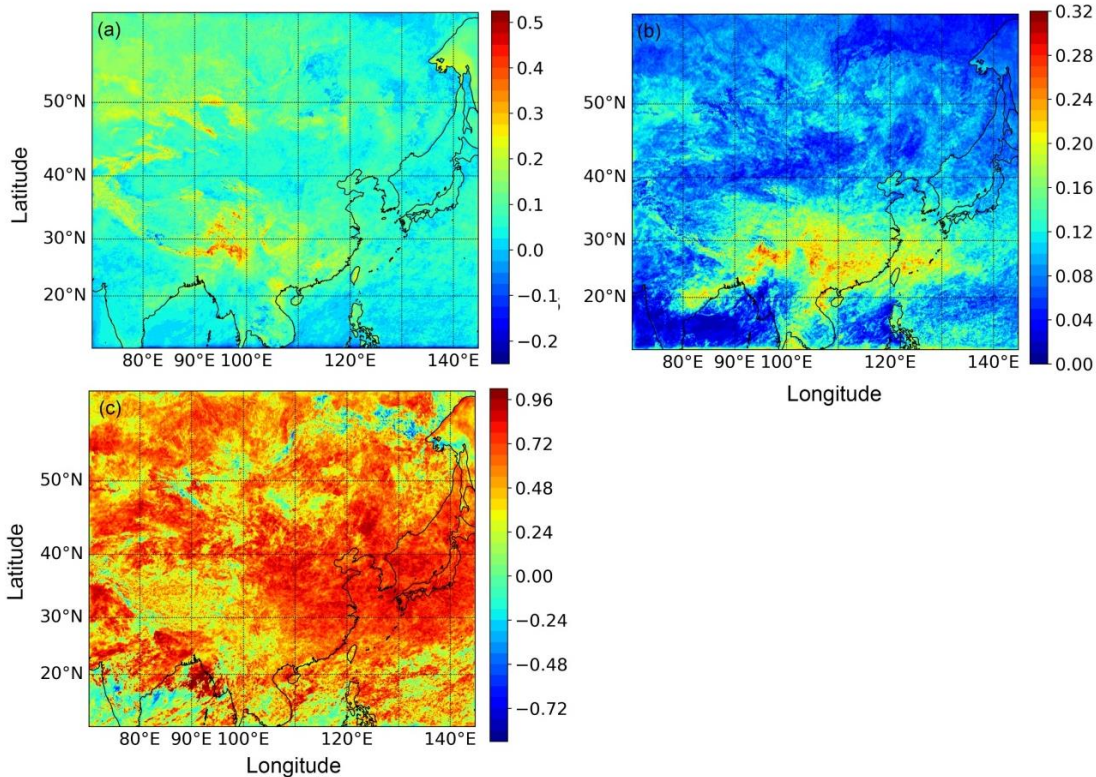 (a)
Latitude
50°N
40°N
30°N
20°N
80°E 90°E 100°E 120°E 140°E
0.5
0.4
0.3
0.2
0.1
0.0
−0.1
−0.2
(b)
50°N
40°N
30°N
20°N
80°E 90°E 100°E 120°E 140°E
Longitude
0.32
0.28
0.24
0.20
0.16
0.12
0.08
0.04
0.00
(c)
Latitude
50°N
40°N
30°N
20°N
80°E 90°E 100°E 120°E 140°E
Longitude
0.96
0.72
0.48
0.24
0.00
−0.24
−0.48
−0.72